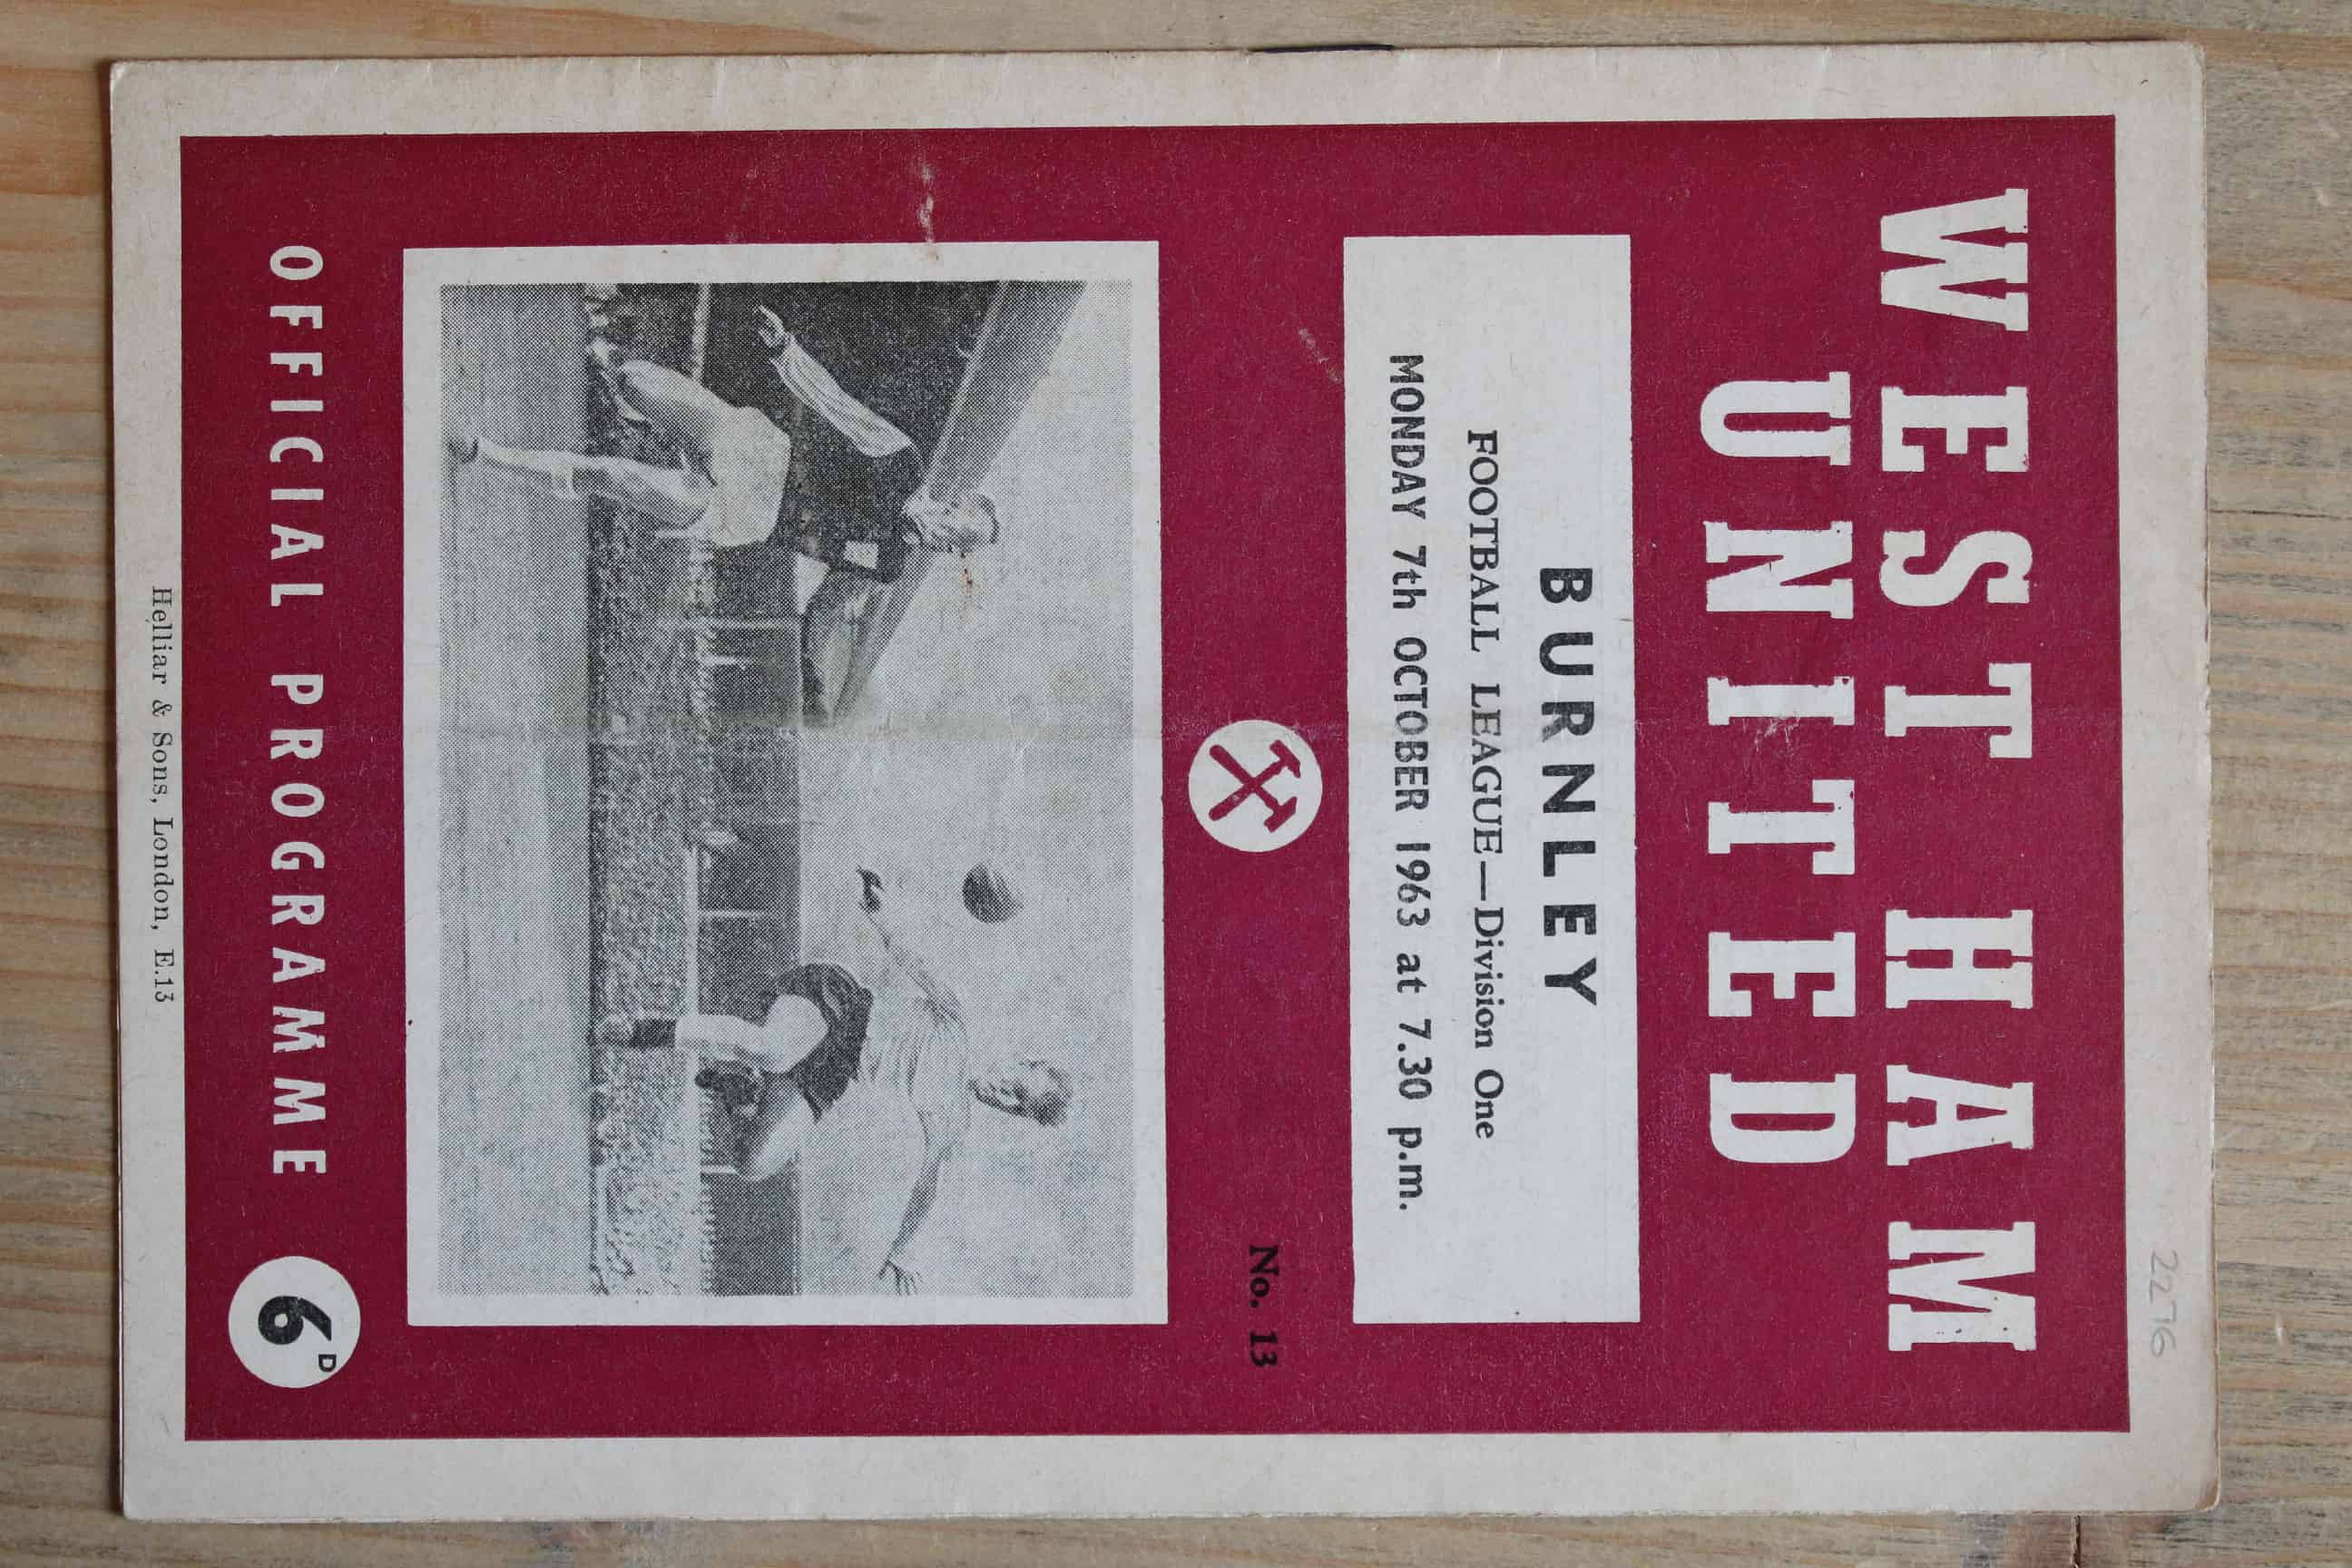 2276
WEST HAM
UNITED
BURNLEY
FOOTBALL LEAGUE—Division One
MONDAY 7th OCTOBER 1963 at 7.30 p.m.
No. 13
OFFICIAL PROGRAMME
6D
Helliar & Sons, London, E.13